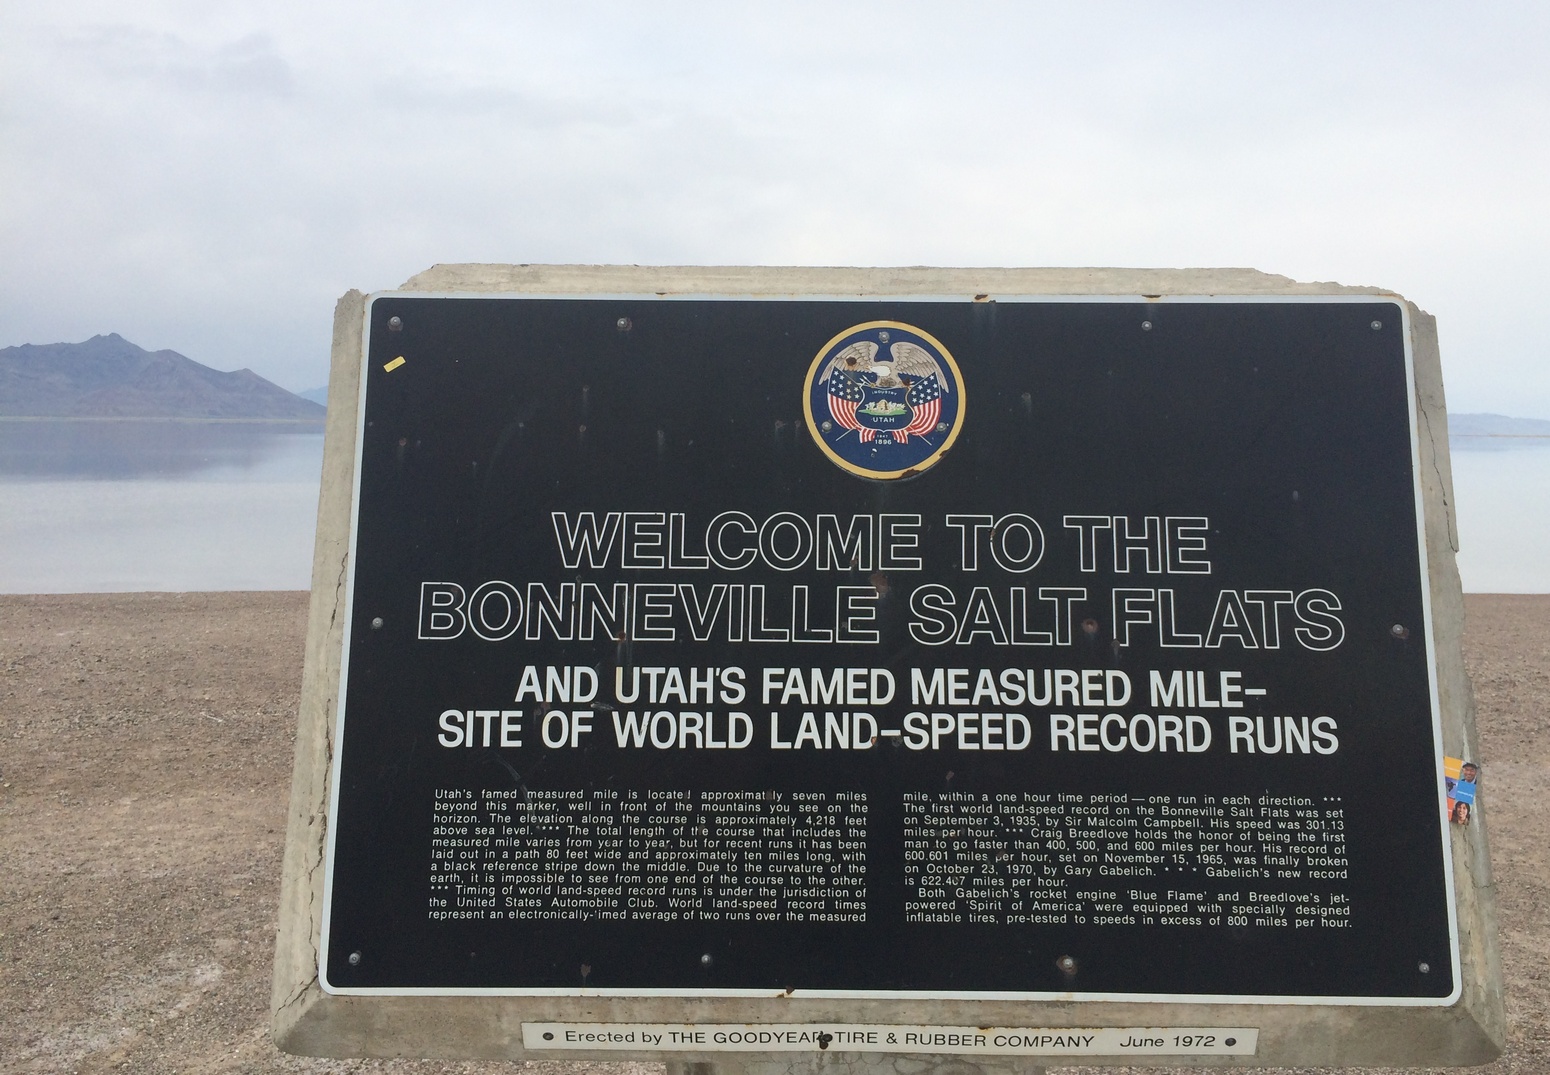 INDUSTRY
UTAH
1847
1896
WELCOME TO THE
BONNEVILLE SALT FLATS
AND UTAH'S FAMED MEASURED MILE–
SITE OF WORLD LAND–SPEED RECORD RUNS
Utah's famed measured mile is located approximately seven miles
beyond this marker, well in front of the mountains you see on the
horizon. The elevation along the course is approximately 4,218 feet
above sea level. *** The total length of the course that includes the
measured mile varies from year to year, but for recent runs it has been
laid out in a path 80 feet wide and approximately ten miles long, with
a black reference stripe down the middle. Due to the curvature of the
earth, it is impossible to see from one end of the course to the other.
*** Timing of world land-speed record runs is under the jurisdiction of
the United States Automobile Club. World land-speed record times
represent an electronically-timed average of two runs over the measured
mile, within a one hour time period — one run in each direction. ***
The first world land-speed record on the Bonneville Salt Flats was set
on September 3, 1935, by Sir Malcolm Campbell. His speed was 301.13
miles per hour. *** Craig Breedlove holds the honor of being the first
man to go faster than 400, 500, and 600 miles per hour. His record of
600.601 miles per hour, set on November 15, 1965, was finally broken
on October 23, 1970, by Gary Gabelich. * * * Gabelich's new record
is 622.407 miles per hour.
Both Gabelich's rocket engine 'Blue Flame' and Breedlove's jet-
powered 'Spirit of America' were equipped with specially designed
inflatable tires, pre-tested to speeds in excess of 800 miles per hour.
Erected by THE GOODYEAR TIRE & RUBBER COMPANY June 1972